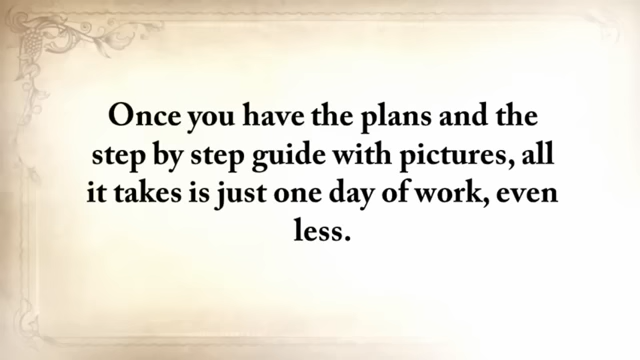 Once you have the plans and the
step by step guide with pictures, all
it takes is just one day of work, even
less.